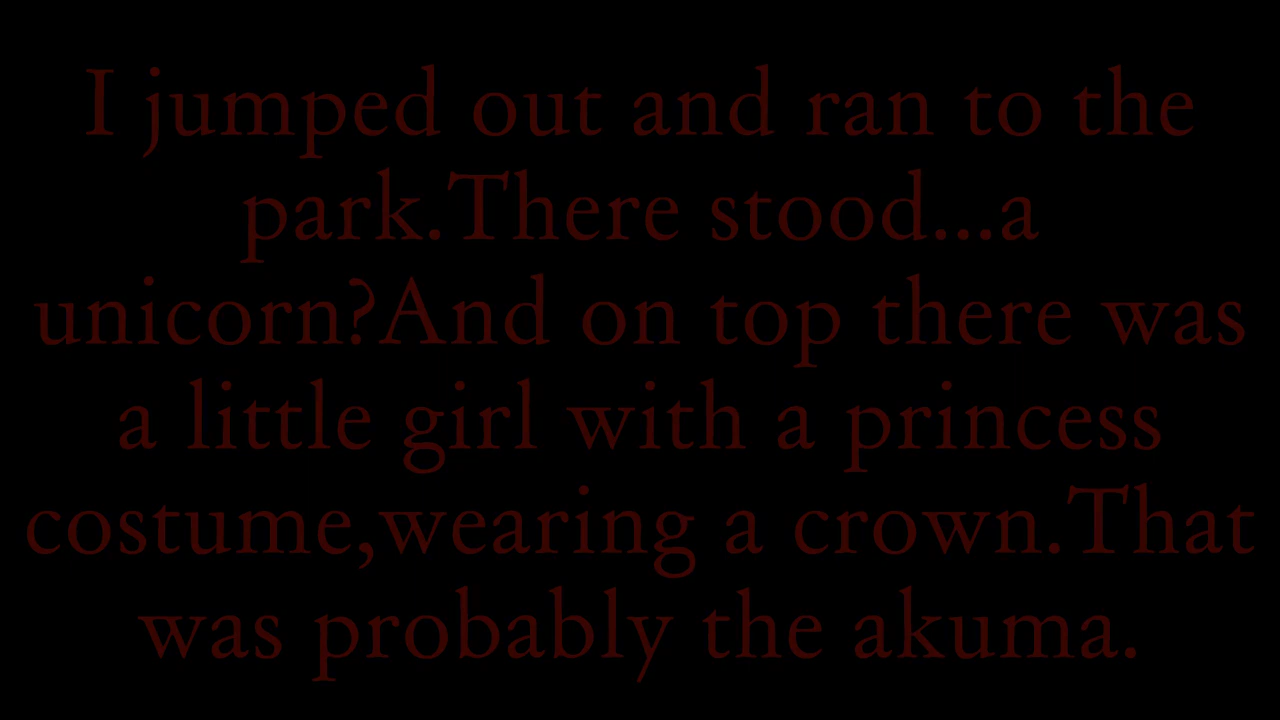 I jumped out and ran to the
park.There stood...a
unicorn?And on top there was
a little girl with a princess
costume,wearing a crown.That
was probably the akuma.